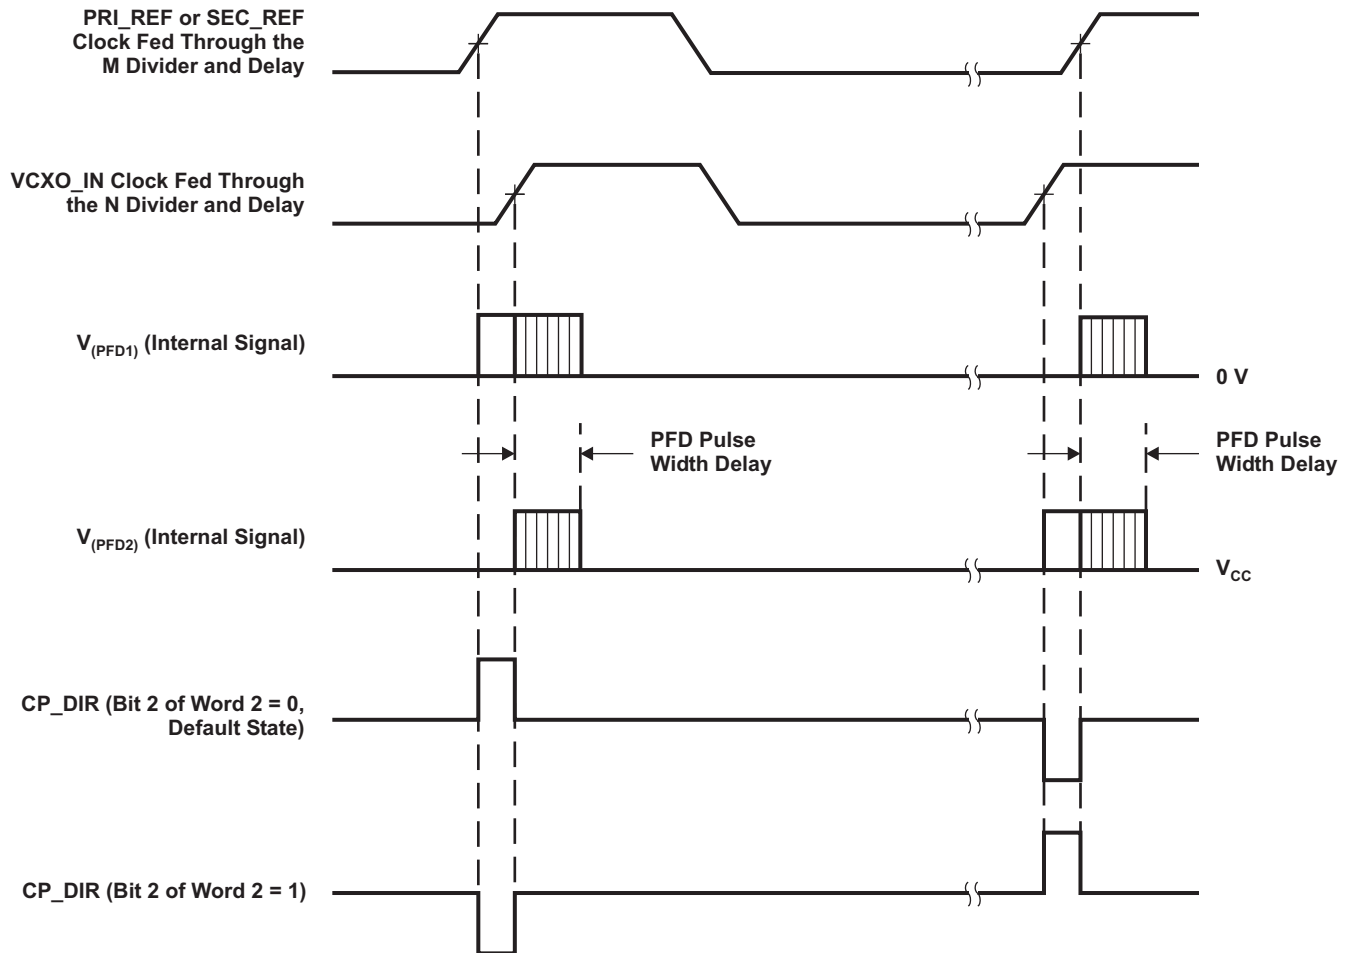 PRI_REF or SEC_REF
Clock Fed Through the
M Divider and Delay
VCXO_IN Clock Fed Through
the N Divider and Delay
V(PFD1) (Internal Signal)
0 V
PFD Pulse
Width Delay
PFD Pulse
Width Delay
V(PFD2) (Internal Signal)
VCC
CP_DIR (Bit 2 of Word 2 = 0,
Default State)
CP_DIR (Bit 2 of Word 2 = 1)